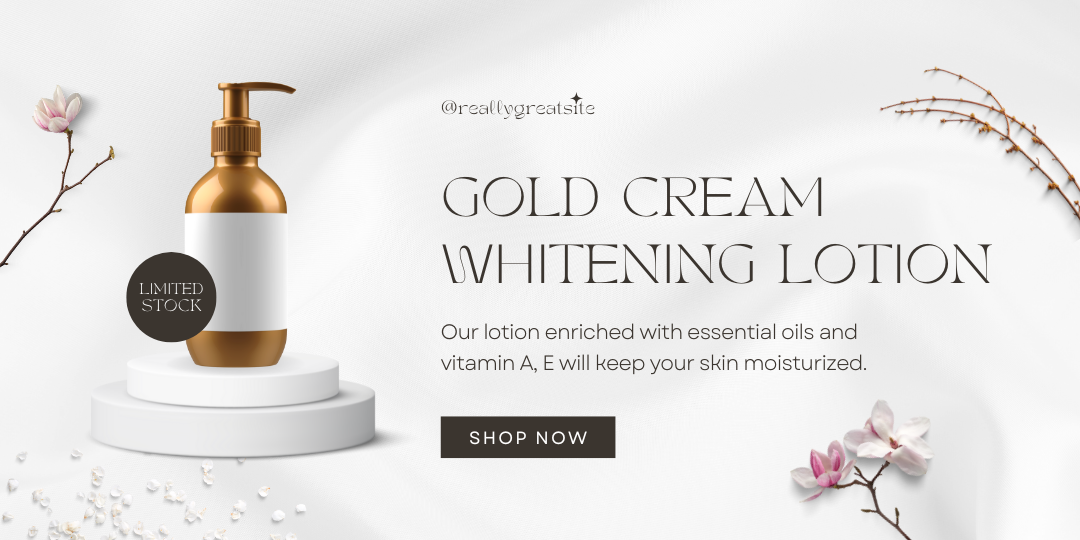 @reallygreatsite
GOLD CREAM
WHITENING LOTION
LIMITED
STOCK
Our lotion enriched with essential oils and
vitamin A, E will keep your skin moisturized.
SHOP NOW